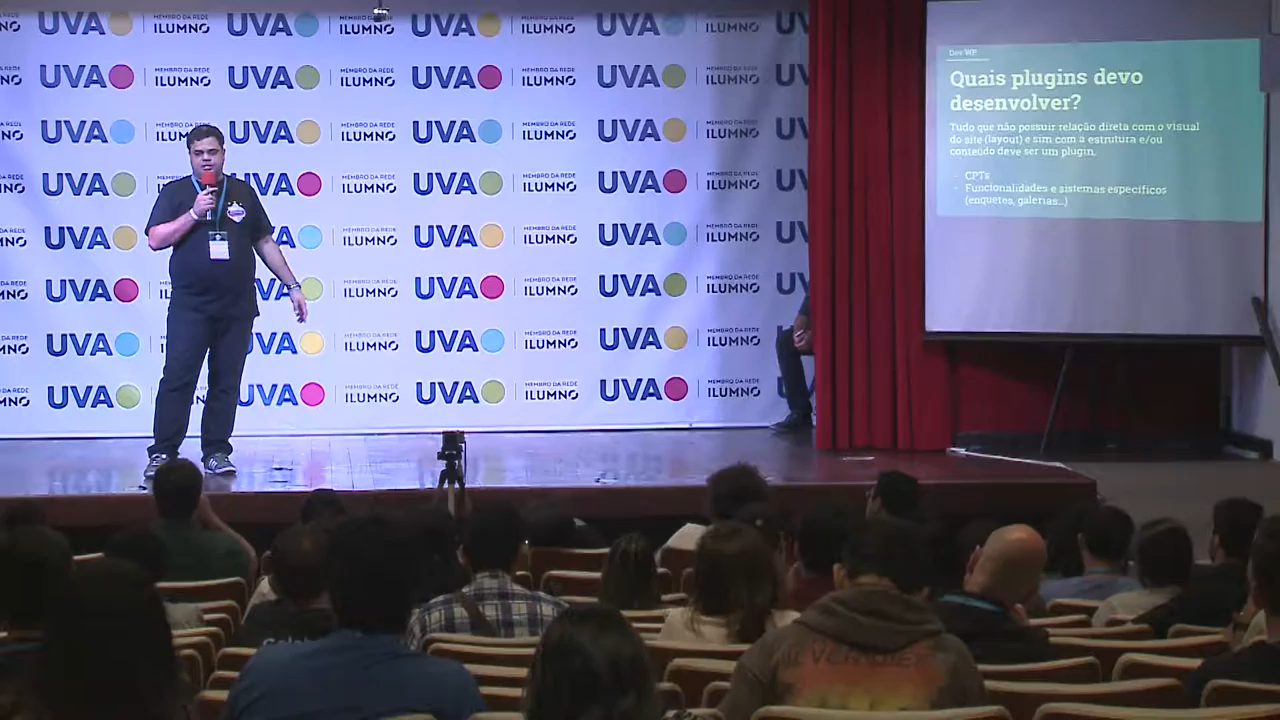 UVA MEMBRO DA REDE ILUMNO
Dev WP
Quais plugins devo
desenvolver?
Tudo que não possuir relação direta com o visual
do site (layout) e sim com a estrutura e/ou
conteúdo deve ser um plugin.
- CPTs
- Funcionalidades e sistemas específicos
(enquetes, galerias...)